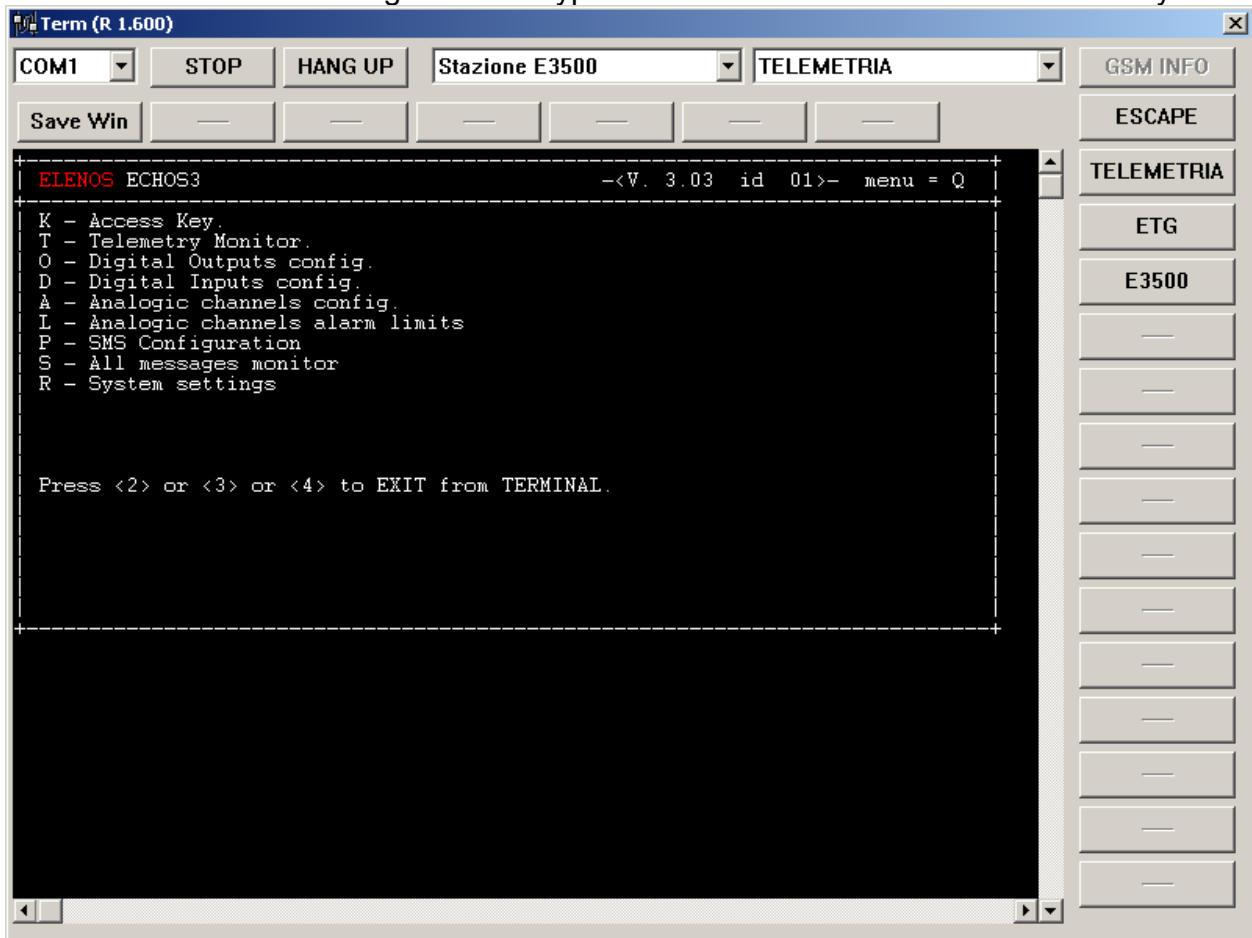 Term (R 1.600)
COM1 STOP HANG UP Stazione E3500 TELEMETRIA GSM INFO
Save Win ESCAPE
ELENOS ECHOS3 -<V. 3.03 id 01>- menu = Q
K - Access Key.
T - Telemetry Monitor.
O - Digital Outputs config.
D - Digital Inputs config.
A - Analogic channels config.
L - Analogic channels alarm limits
P - SMS Configuration
S - All messages monitor
R - System settings
Press <2> or <3> or <4> to EXIT from TERMINAL.
TELEMETRIA
ETG
E3500